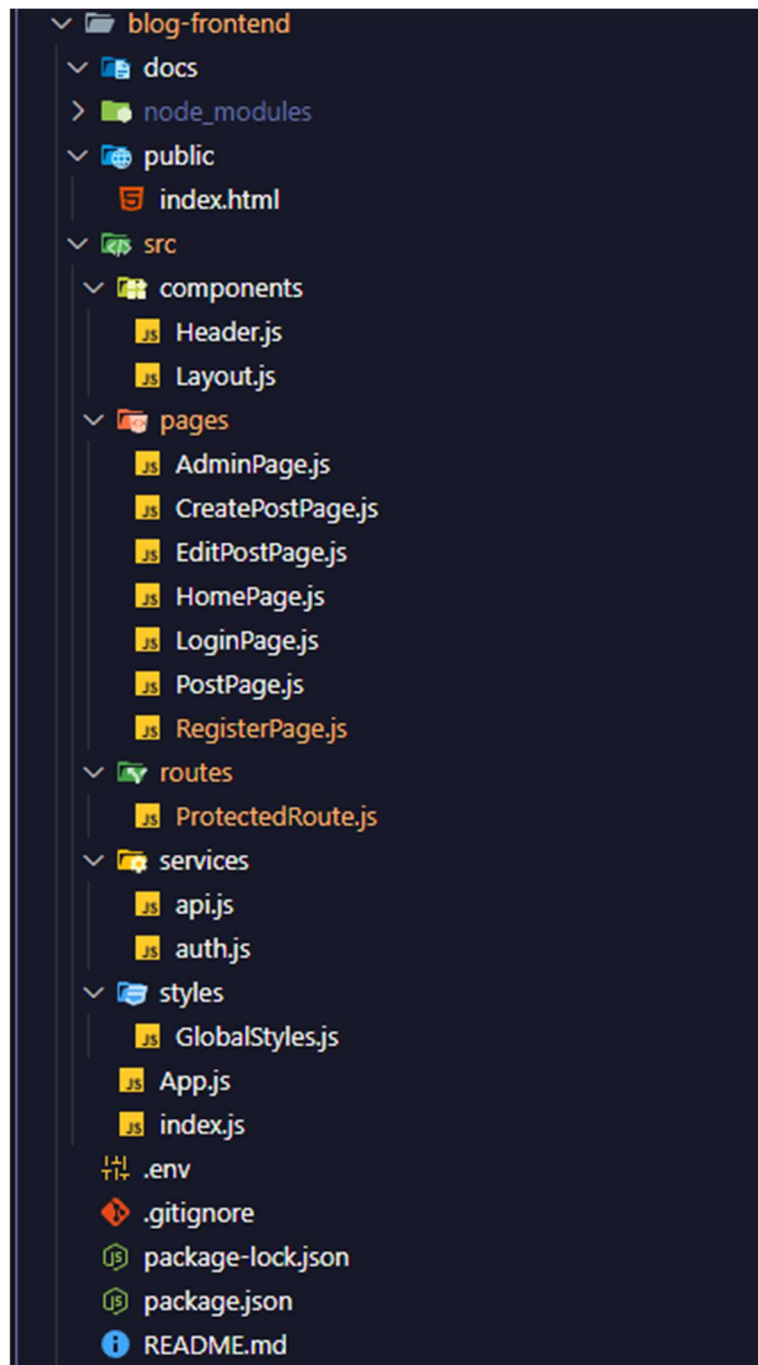 blog-frontend
docs
node_modules
public
index.html
src
components
Header.js
Layout.js
pages
AdminPage.js
CreatePostPage.js
EditPostPage.js
HomePage.js
LoginPage.js
PostPage.js
RegisterPage.js
routes
ProtectedRoute.js
services
api.js
auth.js
styles
GlobalStyles.js
App.js
index.js
.env
.gitignore
package-lock.json
package.json
README.md